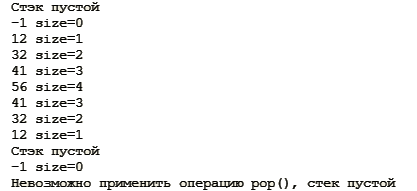 Стэк пустой
-1 size=0
12 size=1
32 size=2
41 size=3
56 size=4
41 size=3
32 size=2
12 size=1
Стэк пустой
-1 size=0
Невозможно применить операцию pop(), стек пустой